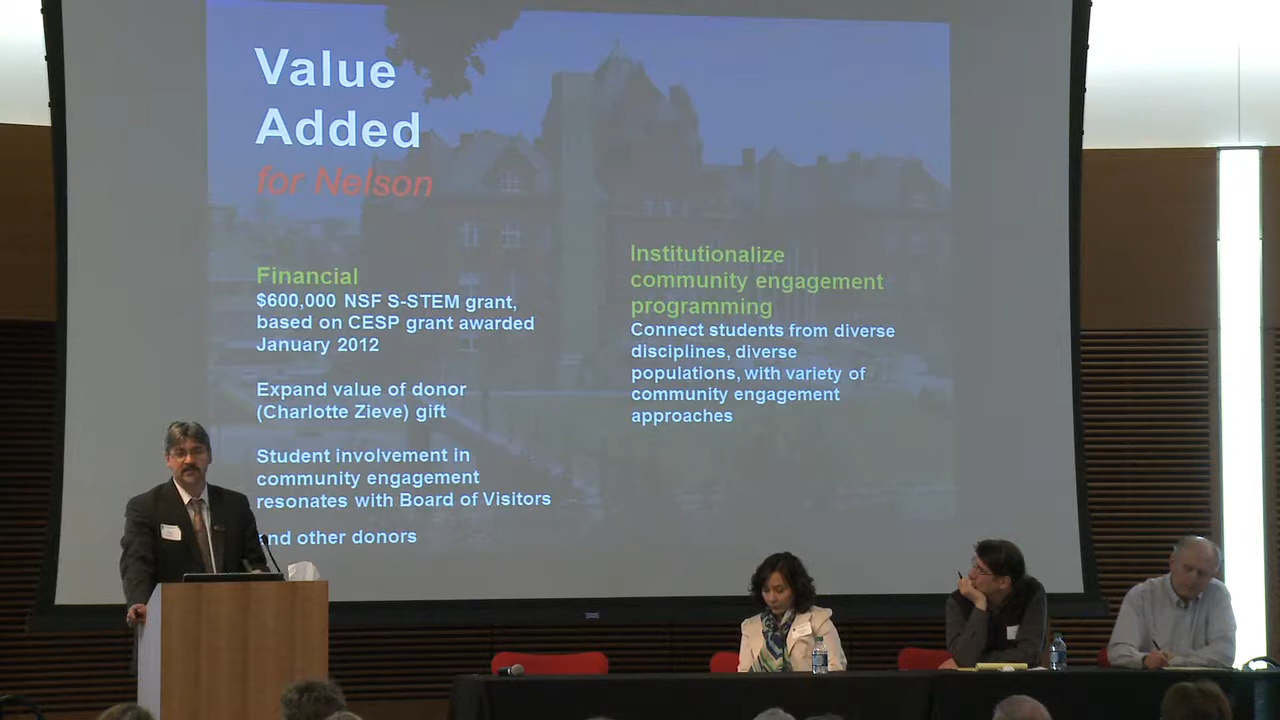 Value
Added
for Nelson
Financial
$600,000 NSF S-STEM grant,
based on CESP grant awarded
January 2012
Expand value of donor
(Charlotte Zieve) gift
Student involvement in
community engagement
resonates with Board of Visitors
and other donors
Institutionalize
community engagement
programming
Connect students from diverse
disciplines, diverse
populations, with variety of
community engagement
approaches